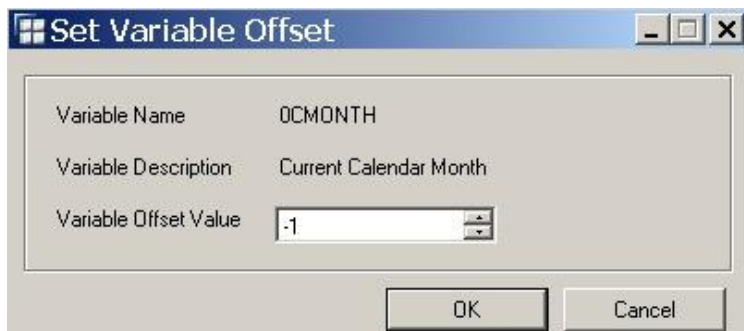 Set Variable Offset
Variable Name 0CMONTH
Variable Description Current Calendar Month
Variable Offset Value -1
OK Cancel